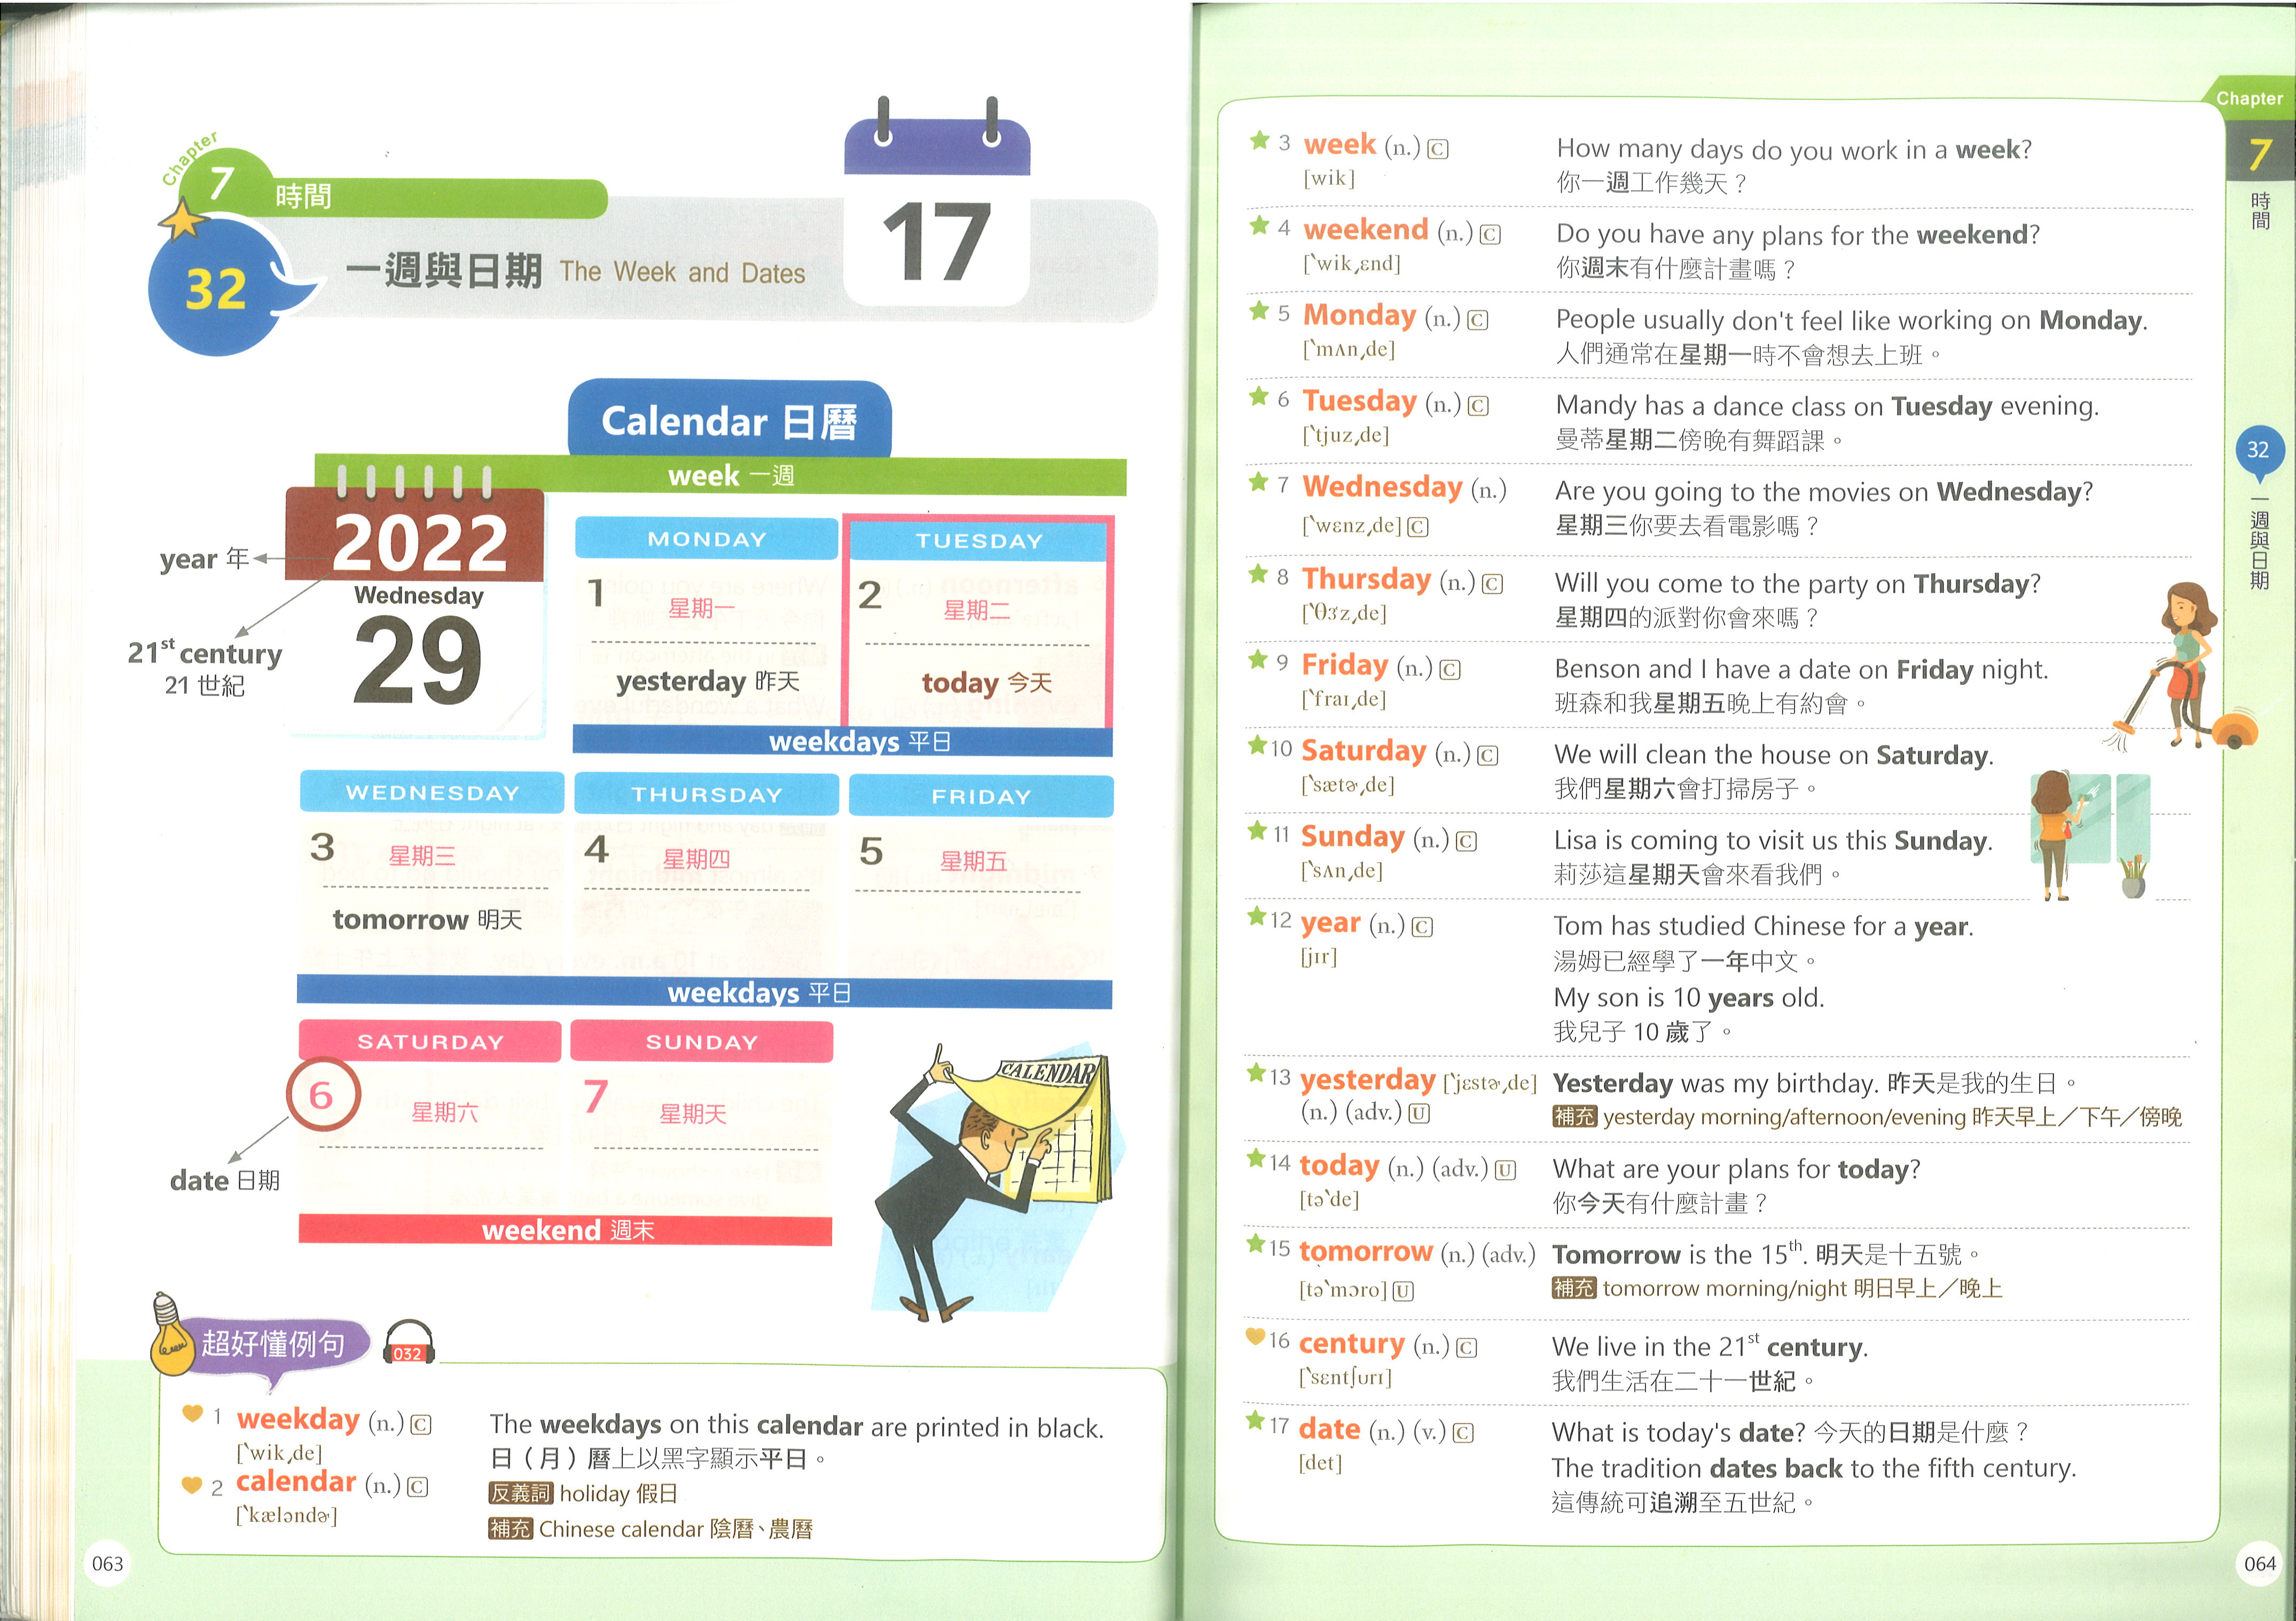 Chapter
7 時間
32
一週與日期 The Week and Dates
17
Calendar 日曆
week 一週
2022
Wednesday
29
year 年
21st century
21 世紀
MONDAY
1 星期一
yesterday 昨天
TUESDAY
2 星期二
today 今天
weekdays 平日
WEDNESDAY
3 星期三
tomorrow 明天
THURSDAY
4 星期四
FRIDAY
5 星期五
weekdays 平日
SATURDAY
6 星期六
SUNDAY
7 星期天
date 日期
weekend 週末
CALENDAR
超好懂例句
032
1 weekday (n.) C
[ˋwik͵de]
2 calendar (n.) C
[ˋkæləndɚ]
The weekdays on this calendar are printed in black.
日（月）曆上以黑字顯示平日。
反義詞 holiday 假日
補充 Chinese calendar 陰曆、農曆
063
Chapter
7
時間
32
一週與日期
3 week (n.) C
[wik]
How many days do you work in a week?
你一週工作幾天？
4 weekend (n.) C
[ˋwik͵ɛnd]
Do you have any plans for the weekend?
你週末有什麼計畫嗎？
5 Monday (n.) C
[ˋmʌn͵de]
People usually don't feel like working on Monday.
人們通常在星期一時不會想去上班。
6 Tuesday (n.) C
[ˋtjuz͵de]
Mandy has a dance class on Tuesday evening.
曼蒂星期二傍晚有舞蹈課。
7 Wednesday (n.)
[ˋwɛnz͵de] C
Are you going to the movies on Wednesday?
星期三你要去看電影嗎？
8 Thursday (n.) C
[ˋθɝz͵de]
Will you come to the party on Thursday?
星期四的派對你會來嗎？
9 Friday (n.) C
[ˋfraɪ͵de]
Benson and I have a date on Friday night.
班森和我星期五晚上有約會。
10 Saturday (n.) C
[ˋsætɚ͵de]
We will clean the house on Saturday.
我們星期六會打掃房子。
11 Sunday (n.) C
[ˋsʌn͵de]
Lisa is coming to visit us this Sunday.
莉莎這星期天會來看我們。
12 year (n.) C
[jɪr]
Tom has studied Chinese for a year.
湯姆已經學了一年中文。
My son is 10 years old.
我兒子 10 歲了。
13 yesterday [ˋjɛstɚ͵de]
(n.) (adv.) U
Yesterday was my birthday. 昨天是我的生日。
補充 yesterday morning/afternoon/evening 昨天早上／下午／傍晚
14 today (n.) (adv.) U
[təˋde]
What are your plans for today?
你今天有什麼計畫？
15 tomorrow (n.) (adv.)
[təˋmɔro] U
Tomorrow is the 15th. 明天是十五號。
補充 tomorrow morning/night 明日早上／晚上
16 century (n.) C
[ˋsɛntʃʊrɪ]
We live in the 21st century.
我們生活在二十一世紀。
17 date (n.) (v.) C
[det]
What is today's date? 今天的日期是什麼？
The tradition dates back to the fifth century.
這傳統可追溯至五世紀。
064